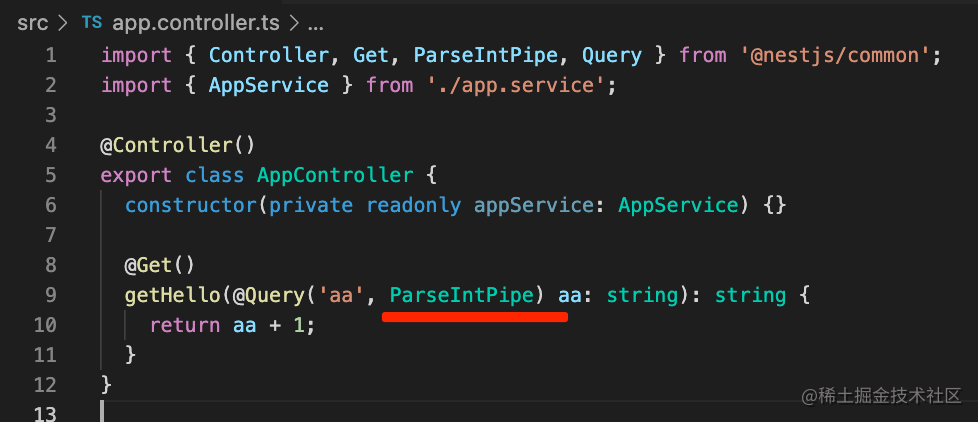 src > TS app.controller.ts > ...
1 import { Controller, Get, ParseIntPipe, Query } from '@nestjs/common';
2 import { AppService } from './app.service';
3
4 @Controller()
5 export class AppController {
6 constructor(private readonly appService: AppService) {}
7
8 @Get()
9 getHello(@Query('aa', ParseIntPipe) aa: string): string {
10 return aa + 1;
11 }
12 }
13
@稀土掘金技术社区